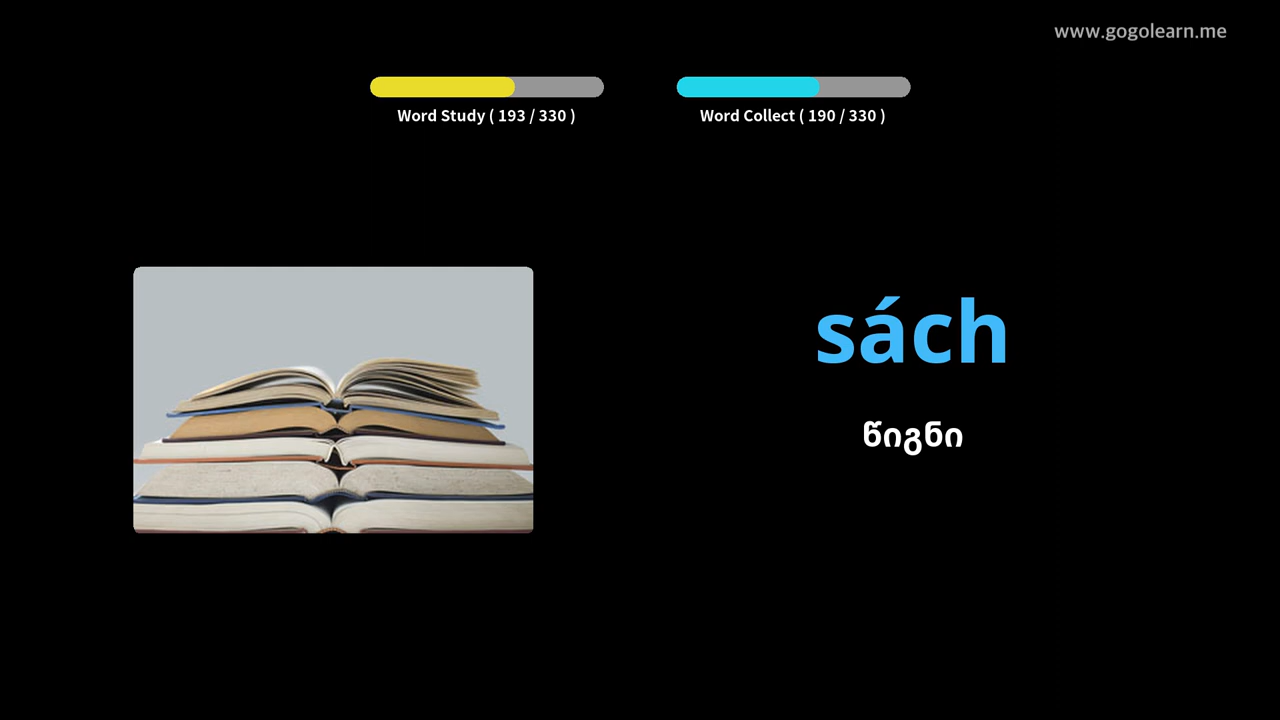 www.gogolearn.me
Word Study ( 193 / 330 )
Word Collect ( 190 / 330 )
sách
წიგნი